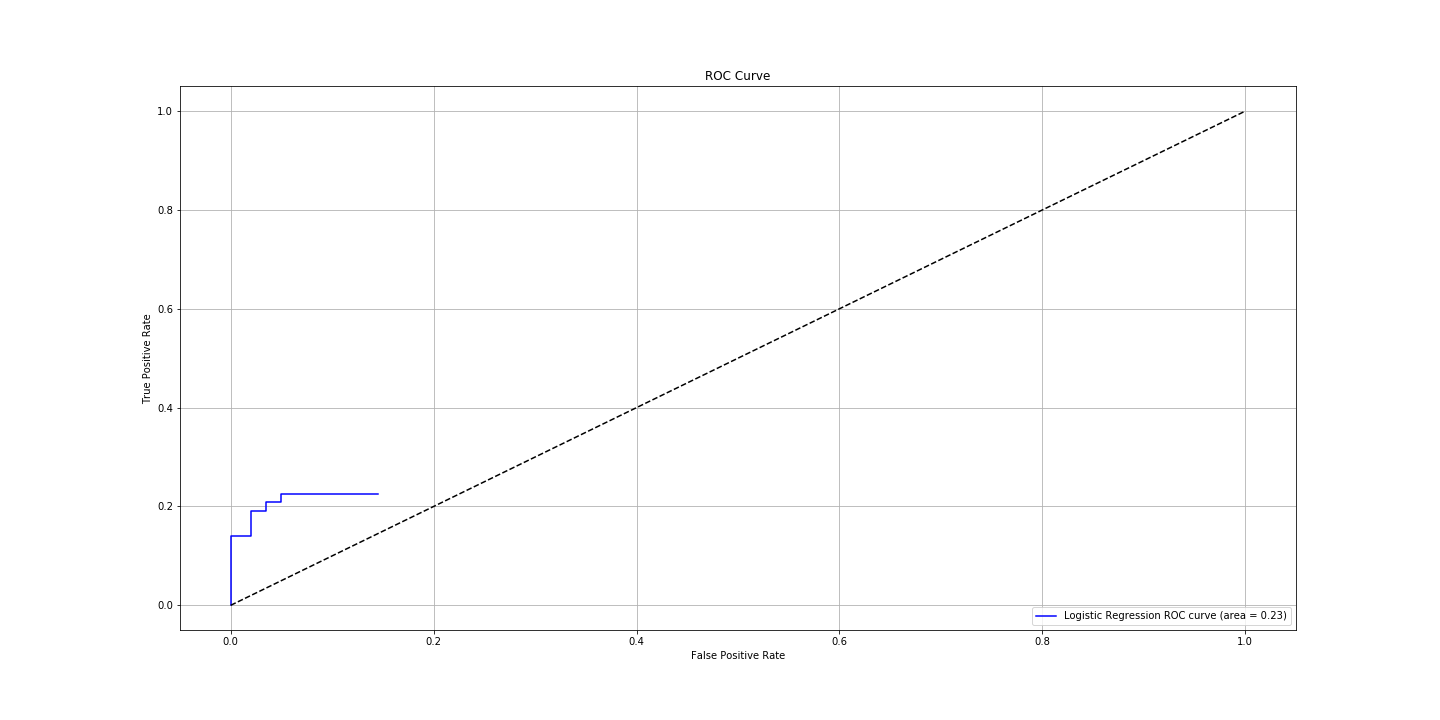 ROC Curve
1.0
0.8
0.6
0.4
0.2
0.0
True Positive Rate
0.0 0.2 0.4 0.6 0.8 1.0
False Positive Rate
Logistic Regression ROC curve (area = 0.23)